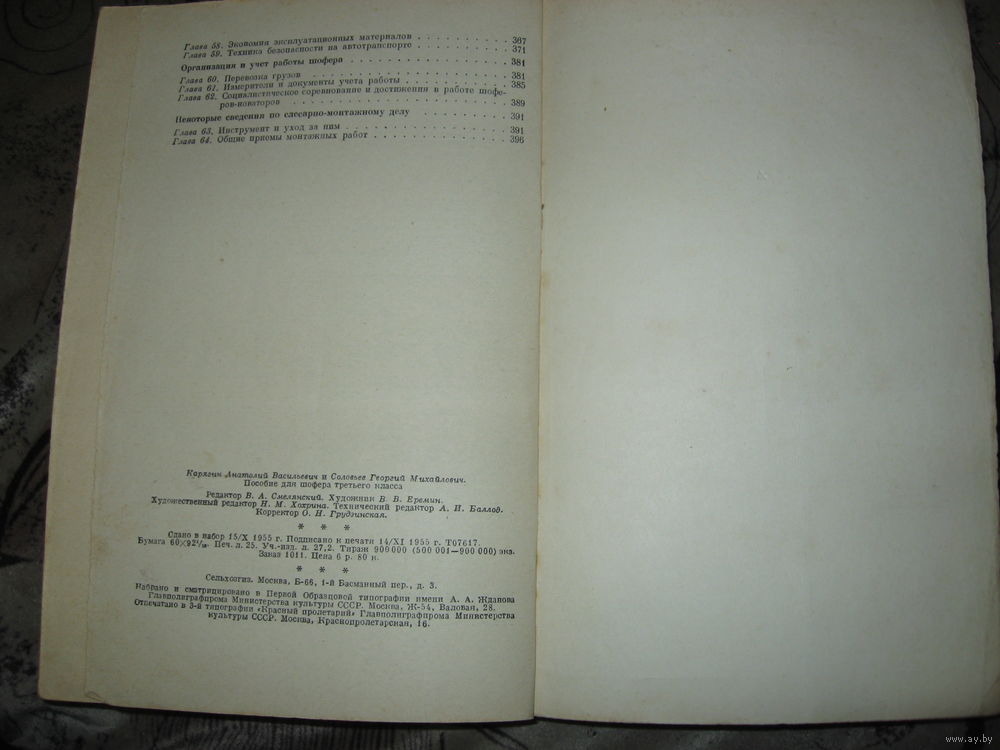 Глава 58. Экономия эксплуатационных материалов . . . . . . . . . . 367
Глава 59. Техника безопасности на автотранспорте . . . . . . . . . . 371
Организация и учет работы шофера . . . . . . . . . . . . . . . . 381
Глава 60. Перевозка грузов . . . . . . . . . . . . . . . . . . . 381
Глава 61. Измерители и документы учета работы . . . . . . . . . . . 385
Глава 62. Социалистическое соревнование и достижения в работе шофе-
ров-новаторов . . . . . . . . . . . . . . . . . . . . 389
Некоторые сведения по слесарно-монтажному делу . . . . . . . . . . 391
Глава 63. Инструмент и уход за ним . . . . . . . . . . . . . . . . 391
Глава 64. Общие приемы монтажных работ . . . . . . . . . . . . . . 396
Карягин Анатолий Васильевич и Соловьев Георгий Михайлович.
Пособие для шофера третьего класса
Редактор В. А. Смелянский. Художник В. В. Еремин.
Художественный редактор Н. М. Хохрина. Технический редактор А. И. Баллод.
Корректор О. Н. Грудзинская.
* * *
Сдано в набор 15/X 1955 г. Подписано к печати 14/XI 1955 г. Т07617.
Бумага 60×92¹/₁₆. Печ. л. 25. Уч.-изд. л. 27,2. Тираж 900 000 (500 001—900 000) экз.
Заказ 1011. Цена 6 р. 80 к.
* * *
Сельхозгиз. Москва, Б-66, 1-й Басманный пер., д. 3.
Набрано и сматрицировано в Первой Образцовой типографии имени А. А. Жданова
Главполиграфпрома Министерства культуры СССР. Москва, Ж-54, Валовая, 28.
Отпечатано в 3-й типографии «Красный пролетарий» Главполиграфпрома Министерства
культуры СССР. Москва, Краснопролетарская, 16.
www.ay.by